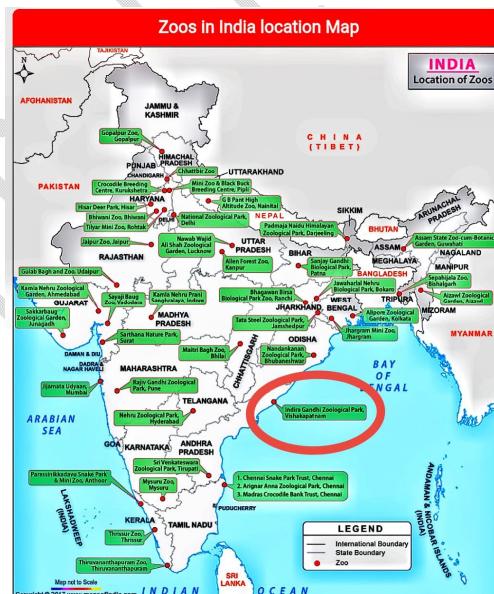 Zoos in India location Map
INDIA
Location of Zoos
N
TAJIKISTAN
AFGHANISTAN
JAMMU &
KASHMIR
CHINA
(TIBET)
Gopalpur Zoo,
Gopalpur
HIMACHAL
PRADESH
PUNJAB
CHANDIGARH
Chhattbir Zoo
UTTARAKHAND
PAKISTAN
Crocodile Breeding
Centre, Kurukshetra
Mini Zoo & Black Buck
Breeding Centre, Pipli
HARYANA
Hisar Deer Park, Hisar
G B Pant High
Altitude Zoo, Nainital
Bhiwani Zoo, Bhiwani
DELHI
National Zoological Park,
Delhi
Tilyar Mini Zoo, Rohtak
NEPAL
SIKKIM
ARUNACHAL
PRADESH
BHUTAN
Padmaja Naidu Himalayan
Zoological Park, Darjeeling
Jaipur Zoo, Jaipur
Nawab Wajid
Ali Shah Zoological
Garden, Lucknow
UTTAR
PRADESH
ASSAM
Assam State Zoo-cum-Botanical
Garden, Guwahati
RAJASTHAN
Allen Forest Zoo,
Kanpur
BIHAR
Sanjay Gandhi
Biological Park,
Patna
MEGHALAYA
NAGALAND
MANIPUR
BANGLADESH
Gulab Bagh and Zoo, Udaipur
Kamla Nehru Zoological
Garden, Ahmedabad
GUJARAT
Sayaji Baug
Zoo, Vadodara
Kamla Nehru Prani
Sangrahalaya, Indore
Bhagawan Birsa
Biological Park Zoo, Ranchi
Jawaharlal Nehru
Biological Park, Bokaro
TRIPURA
Sepahijala Zoo,
Bishalgarh
MIZORAM
Aizawl Zoological
Garden, Aizawl
Sakkarbaug
Zoological Garden,
Junagadh
MADHYA
PRADESH
JHARKHAND
WEST
BENGAL
Tata Steel Zoological Park,
Jamshedpur
Alipore Zoological
Garden, Kolkata
Jhargram Mini Zoo,
Jhargram
MYANMAR
Sarthana Nature Park,
Surat
CHHATTISGARH
Maitri Bagh Zoo,
Bhilai
ODISHA
Nandankanan
Zoological Park,
Bhubaneshwar
DAMAN & DIU
DADRA &
NAGAR HAVELI
MAHARASHTRA
BAY
OF
BENGAL
Jijamata Udyaan,
Mumbai
Rajiv Gandhi Zoological
Park, Pune
TELANGANA
Indira Gandhi Zoological Park,
Vishakapatnam
Nehru Zoological Park,
Hyderabad
ARABIAN
SEA
GOA
KARNATAKA
ANDHRA
PRADESH
Sri Venkateswara
Zoological Park, Tirupati
Parassinikkadavu Snake Park
& Mini Zoo, Anthoor
Mysuru Zoo,
Mysuru
1. Chennai Snake Park Trust, Chennai
2. Arignar Anna Zoological Park, Chennai
3. Madras Crocodile Bank Trust, Chennai
LAKSHADWEEP
(INDIA)
PUDUCHERRY
ANDAMAN & NICOBAR ISLANDS
(INDIA)
KERALA
TAMIL NADU
Thrissur Zoo,
Thrissur
LEGEND
International Boundary
State Boundary
Zoo
Thiruvananthapuram Zoo,
Thiruvananthapuram
Map not to Scale
SRI
LANKA
INDIAN OCEAN